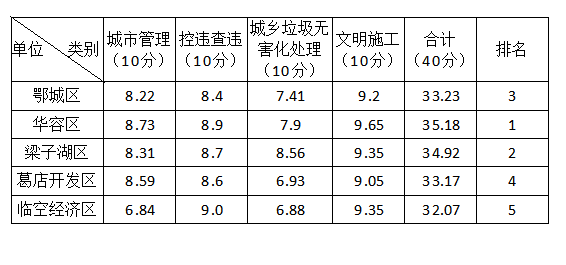 单位 类别 城市管理（10分） 控违查违（10分） 城乡垃圾无害化处理（10分） 文明施工（10分） 合计（40分） 排名
鄂城区 8.22 8.4 7.41 9.2 33.23 3
华容区 8.73 8.9 7.9 9.65 35.18 1
梁子湖区 8.31 8.7 8.56 9.35 34.92 2
葛店开发区 8.59 8.6 6.93 9.05 33.17 4
临空经济区 6.84 9.0 6.88 9.35 32.07 5